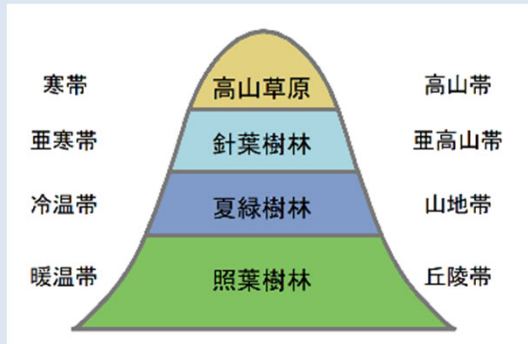 寒帯 高山草原 高山帯
亜寒帯 針葉樹林 亜高山帯
冷温帯 夏緑樹林 山地帯
暖温帯 照葉樹林 丘陵帯